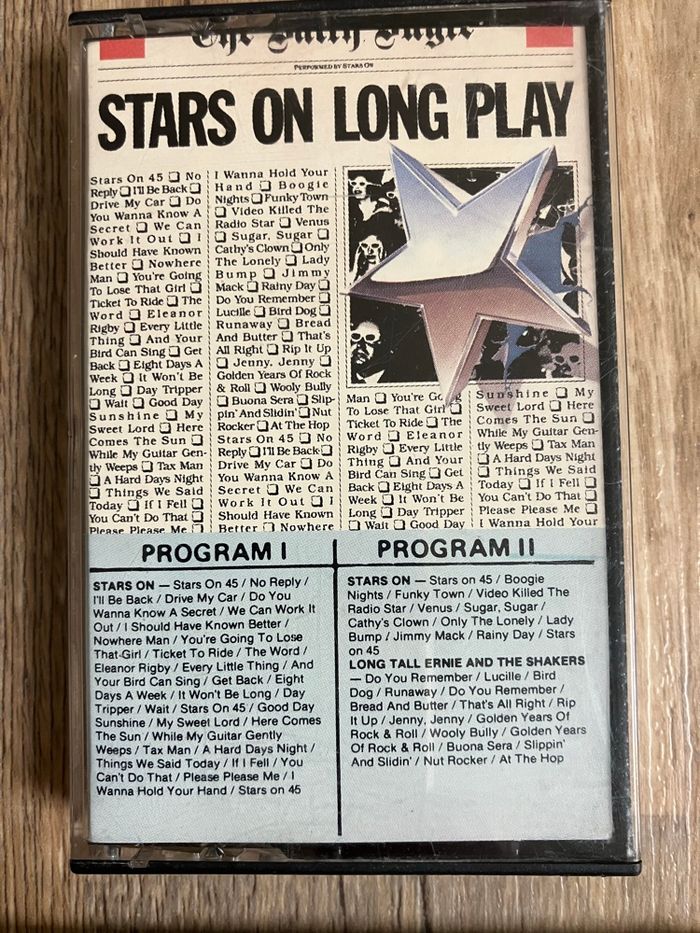 The Daily Bugle
PERFORMED BY STARS ON
STARS ON LONG PLAY
Stars On 45 ❏ No
Reply ❏ I'll Be Back ❏
Drive My Car ❏ Do
You Wanna Know A
Secret ❏ We Can
Work It Out ❏ I
Should Have Known
Better ❏ Nowhere
Man ❏ You're Going
To Lose That Girl ❏
Ticket To Ride ❏ The
Word ❏ Eleanor
Rigby ❏ Every Little
Thing ❏ And Your
Bird Can Sing ❏ Get
Back ❏ Eight Days A
Week ❏ It Won't Be
Long ❏ Day Tripper
❏ Wait ❏ Good Day
Sunshine ❏ My
Sweet Lord ❏ Here
Comes The Sun ❏
While My Guitar Gen-
tly Weeps ❏ Tax Man
❏ A Hard Days Night
❏ Things We Said
Today ❏ If I Fell ❏
You Can't Do That ❏
Please Please Me ❏
I Wanna Hold Your
Hand ❏ Boogie
Nights ❏ Funky Town
❏ Video Killed The
Radio Star ❏ Venus
❏ Sugar, Sugar ❏
Cathy's Clown ❏ Only
The Lonely ❏ Lady
Bump ❏ Jimmy
Mack ❏ Rainy Day ❏
Do You Remember ❏
Lucille ❏ Bird Dog ❏
Runaway ❏ Bread
And Butter ❏ That's
All Right ❏ Rip It Up
❏ Jenny, Jenny ❏
Golden Years Of Rock
& Roll ❏ Wooly Bully
❏ Buona Sera ❏ Slip-
pin' And Slidin' ❏ Nut
Rocker ❏ At The Hop
Stars On 45 ❏ No
Reply ❏ I'll Be Back ❏
Drive My Car ❏ Do
You Wanna Know A
Secret ❏ We Can
Work It Out ❏ I
Should Have Known
Better ❏ Nowhere
Man ❏ You're Going
To Lose That Girl ❏
Ticket To Ride ❏ The
Word ❏ Eleanor
Rigby ❏ Every Little
Thing ❏ And Your
Bird Can Sing ❏ Get
Back ❏ Eight Days A
Week ❏ It Won't Be
Long ❏ Day Tripper
❏ Wait ❏ Good Day
Sunshine ❏ My
Sweet Lord ❏ Here
Comes The Sun ❏
While My Guitar Gen-
tly Weeps ❏ Tax Man
❏ A Hard Days Night
❏ Things We Said
Today ❏ If I Fell ❏
You Can't Do That ❏
Please Please Me ❏
I Wanna Hold Your
PROGRAM I
STARS ON — Stars On 45 / No Reply /
I'll Be Back / Drive My Car / Do You
Wanna Know A Secret / We Can Work It
Out / I Should Have Known Better /
Nowhere Man / You're Going To Lose
That Girl / Ticket To Ride / The Word /
Eleanor Rigby / Every Little Thing / And
Your Bird Can Sing / Get Back / Eight
Days A Week / It Won't Be Long / Day
Tripper / Wait / Stars On 45 / Good Day
Sunshine / My Sweet Lord / Here Comes
The Sun / While My Guitar Gently
Weeps / Tax Man / A Hard Days Night /
Things We Said Today / If I Fell / You
Can't Do That / Please Please Me / I
Wanna Hold Your Hand / Stars on 45
PROGRAM II
STARS ON — Stars on 45 / Boogie
Nights / Funky Town / Video Killed The
Radio Star / Venus / Sugar, Sugar /
Cathy's Clown / Only The Lonely / Lady
Bump / Jimmy Mack / Rainy Day / Stars
on 45
LONG TALL ERNIE AND THE SHAKERS
— Do You Remember / Lucille / Bird
Dog / Runaway / Do You Remember /
Bread And Butter / That's All Right / Rip
It Up / Jenny, Jenny / Golden Years Of
Rock & Roll / Wooly Bully / Golden Years
Of Rock & Roll / Buona Sera / Slippin'
And Slidin' / Nut Rocker / At The Hop